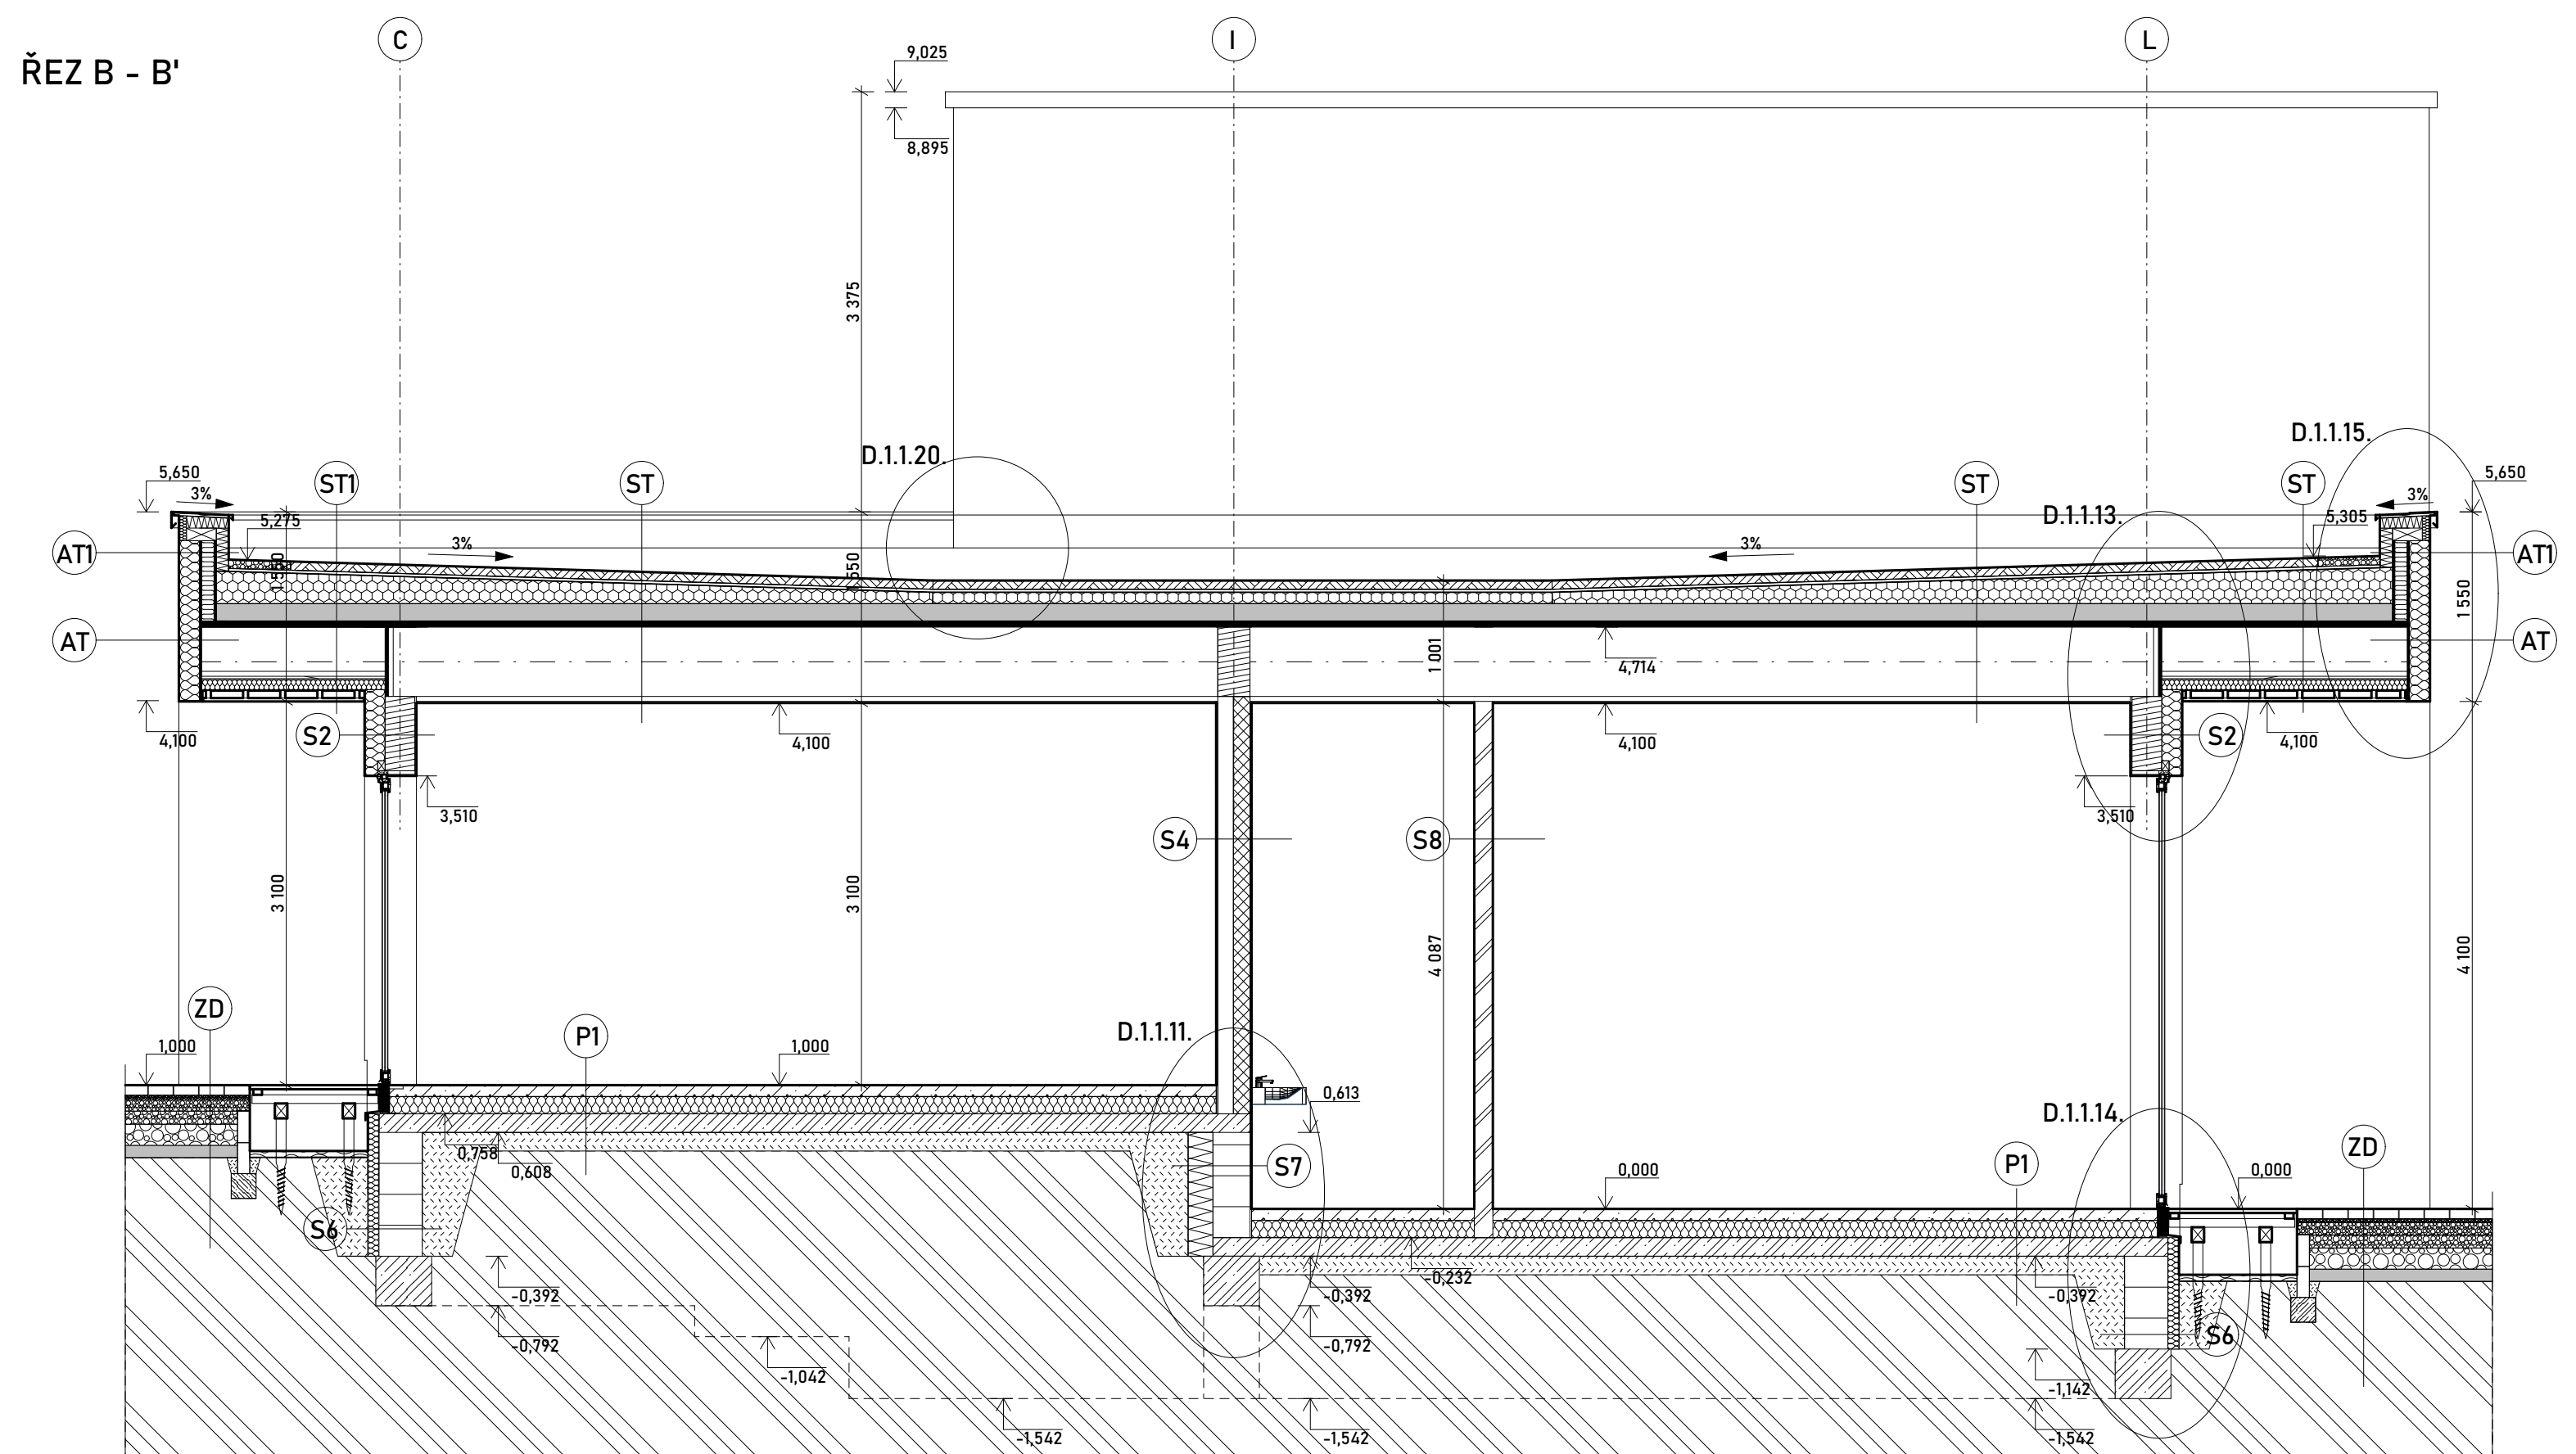 C
I
L
ŘEZ B - B'
9,025
8,895
3 375
D.1.1.20.
D.1.1.15.
5,650
3%
ST1
ST
ST
ST
5,650
3%
D.1.1.13.
5,275
5,305
3%
3%
AT1
AT1
1 550
1 550
1 550
AT
AT
1 001
4,714
4,100
S2
4,100
4,100
S2
4,100
3,510
3,510
S4
S8
3 100
3 100
4 087
4 100
ZD
P1
D.1.1.11.
1,000
1,000
0,613
D.1.1.14.
0,758
0,608
S7
0,000
P1
0,000
ZD
S6
-0,392
-0,392
-0,232
-0,392
-0,792
-0,792
S6
-1,042
-1,142
-1,542
-1,542
-1,542